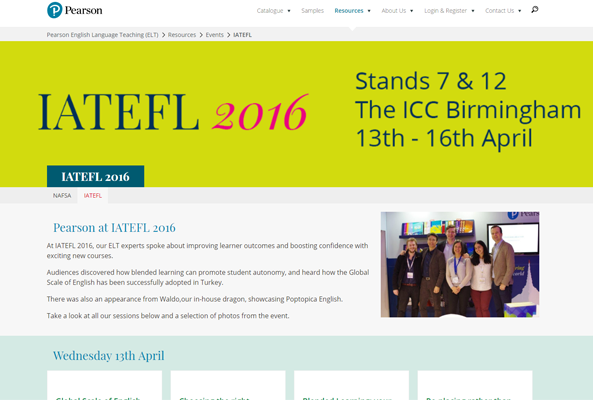 Pearson
Catalogue Samples Resources About Us Login & Register Contact Us
Pearson English Language Teaching (ELT) > Resources > Events > IATEFL
IATEFL 2016
Stands 7 & 12
The ICC Birmingham
13th - 16th April
IATEFL 2016
NAFSA IATEFL
Pearson at IATEFL 2016
At IATEFL 2016, our ELT experts spoke about improving learner outcomes and boosting confidence with
exciting new courses.
Audiences discovered how blended learning can promote student autonomy, and heard how the Global
Scale of English has been successfully adopted in Turkey.
There was also an appearance from Waldo,our in-house dragon, showcasing Poptopica English.
Take a look at all our sessions below and a selection of photos from the event.
Wednesday 13th April